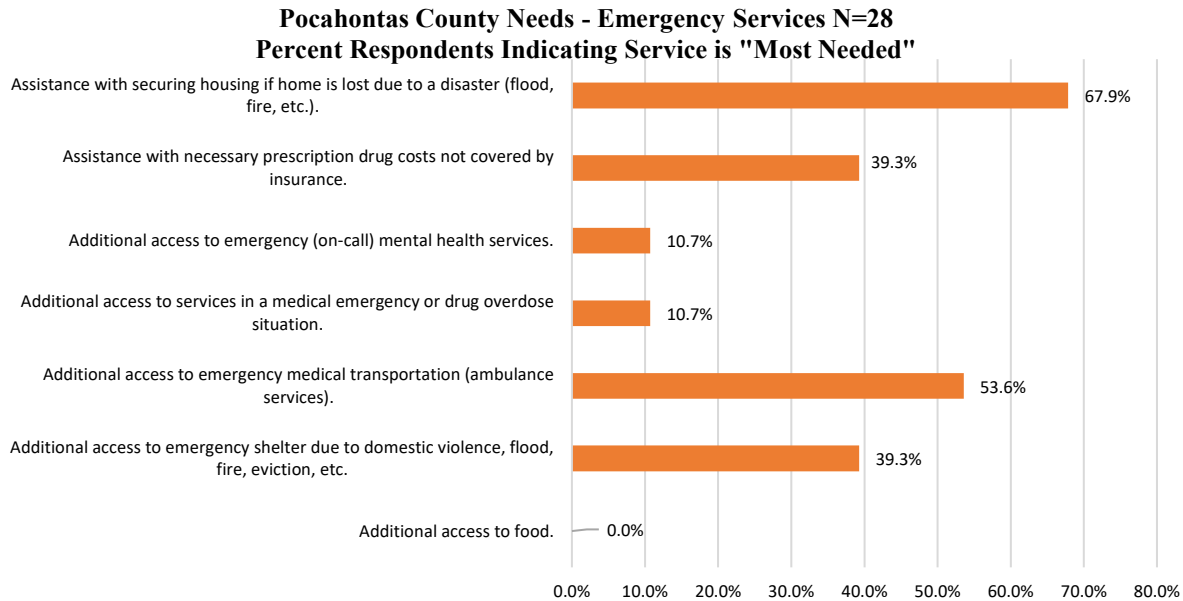 Pocahontas County Needs - Emergency Services N=28
Percent Respondents Indicating Service is "Most Needed"
Assistance with securing housing if home is lost due to a disaster (flood,
fire, etc.).
67.9%
Assistance with necessary prescription drug costs not covered by
insurance.
39.3%
Additional access to emergency (on-call) mental health services.
10.7%
Additional access to services in a medical emergency or drug overdose
situation.
10.7%
Additional access to emergency medical transportation (ambulance
services).
53.6%
Additional access to emergency shelter due to domestic violence, flood,
fire, eviction, etc.
39.3%
Additional access to food.
0.0%
0.0% 10.0% 20.0% 30.0% 40.0% 50.0% 60.0% 70.0% 80.0%